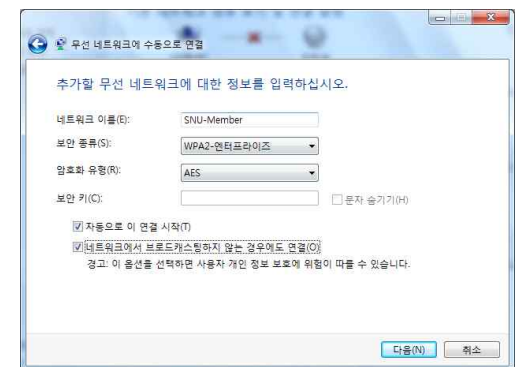 무선 네트워크에 수동으로 연결
추가할 무선 네트워크에 대한 정보를 입력하십시오.
네트워크 이름(E): SNU-Member
보안 종류(S): WPA2-엔터프라이즈
암호화 유형(R): AES
보안 키(C): 문자 숨기기(H)
자동으로 이 연결 시작(T)
네트워크에서 브로드캐스팅하지 않는 경우에도 연결(O)
경고: 이 옵션을 선택하면 사용자 개인 정보 보호에 위험이 따를 수 있습니다.
다음(N) 취소